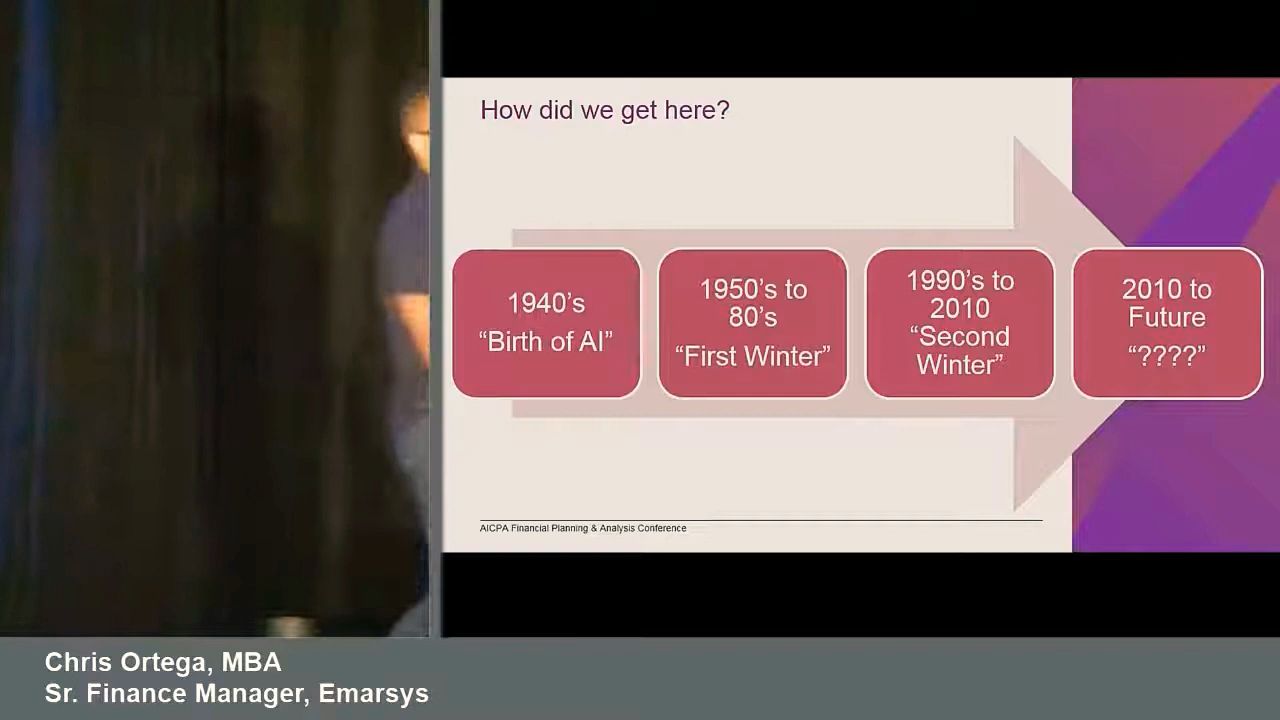 How did we get here?
1940’s
“Birth of AI”
1950’s to
80’s
“First Winter”
1990’s to
2010
“Second
Winter”
2010 to
Future
“????”
AICPA Financial Planning & Analysis Conference
Chris Ortega, MBA
Sr. Finance Manager, Emarsys